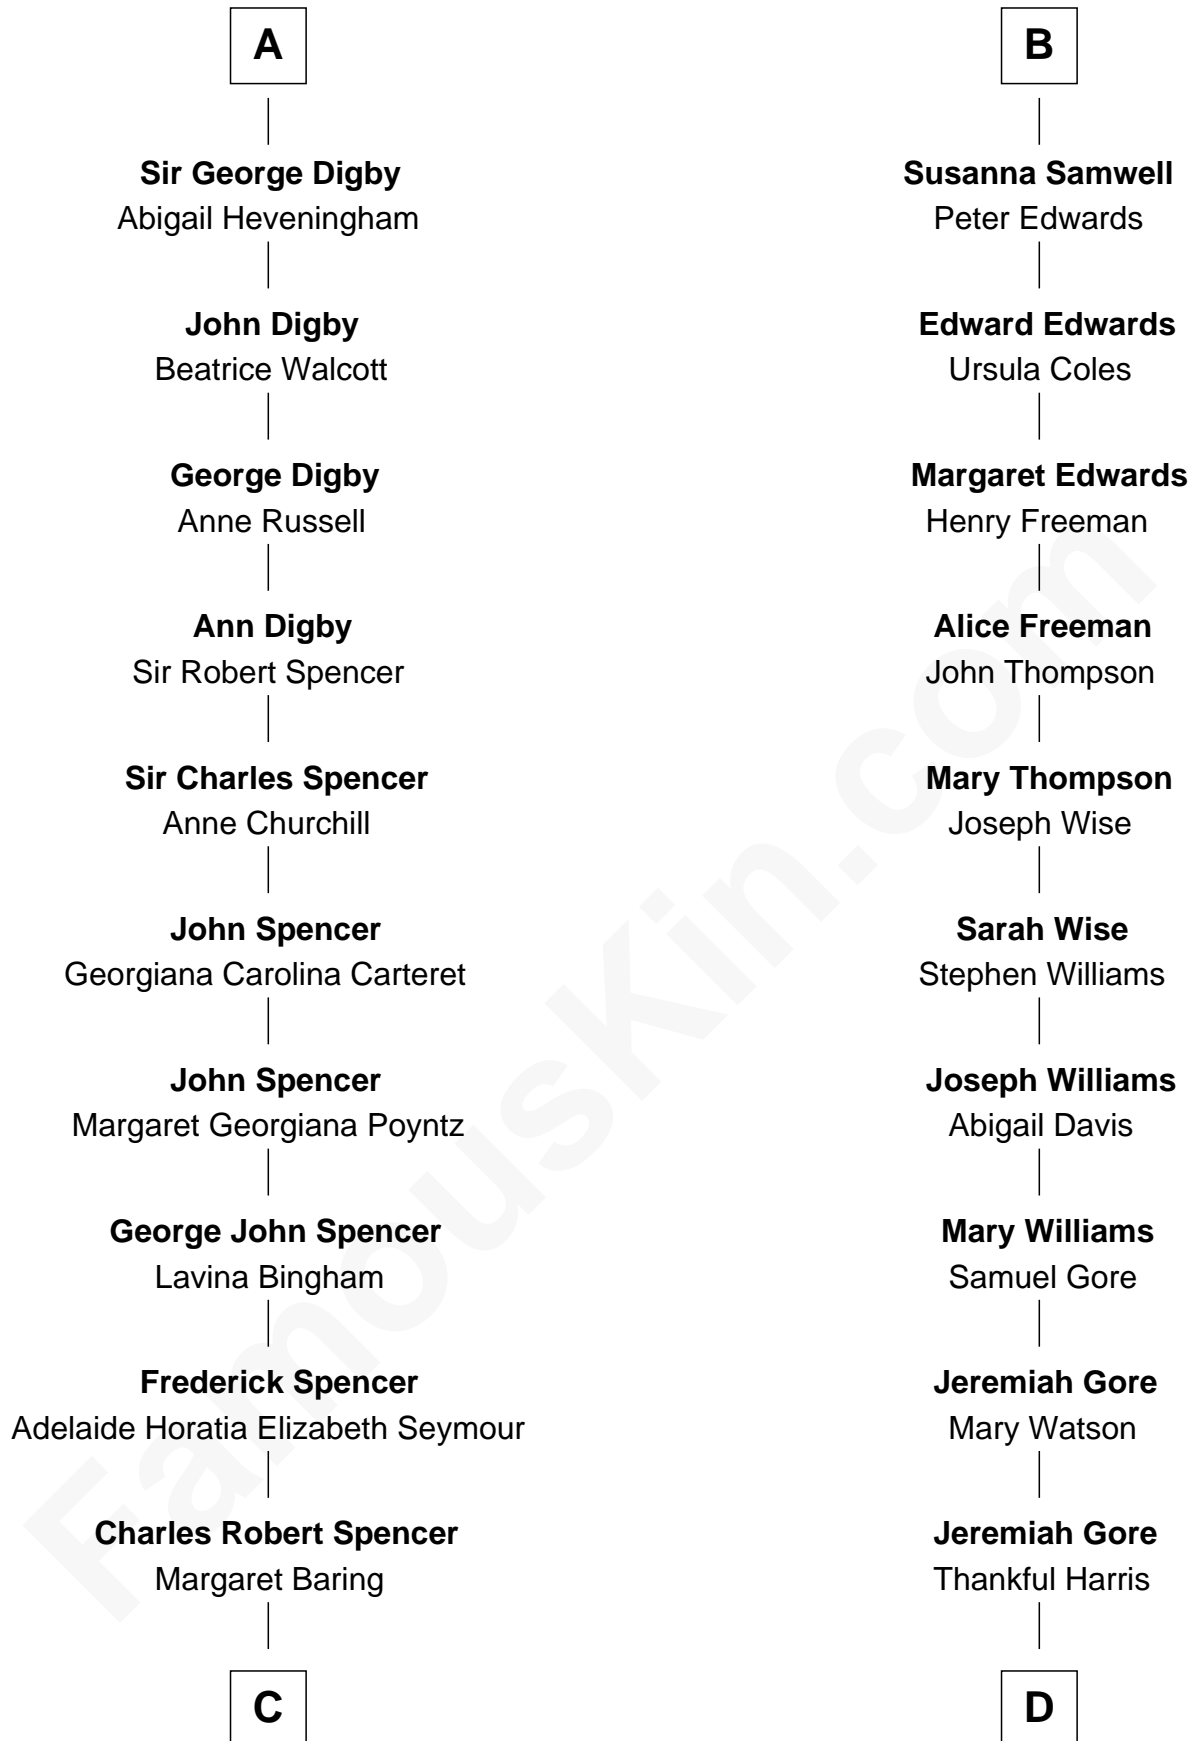 A
Sir George Digby
Abigail Heveningham
John Digby
Beatrice Walcott
George Digby
Anne Russell
Ann Digby
Sir Robert Spencer
Sir Charles Spencer
Anne Churchill
John Spencer
Georgiana Carolina Carteret
John Spencer
Margaret Georgiana Poyntz
George John Spencer
Lavina Bingham
Frederick Spencer
Adelaide Horatia Elizabeth Seymour
Charles Robert Spencer
Margaret Baring
C
B
Susanna Samwell
Peter Edwards
Edward Edwards
Ursula Coles
Margaret Edwards
Henry Freeman
Alice Freeman
John Thompson
Mary Thompson
Joseph Wise
Sarah Wise
Stephen Williams
Joseph Williams
Abigail Davis
Mary Williams
Samuel Gore
Jeremiah Gore
Mary Watson
Jeremiah Gore
Thankful Harris
D
FamousKin.com